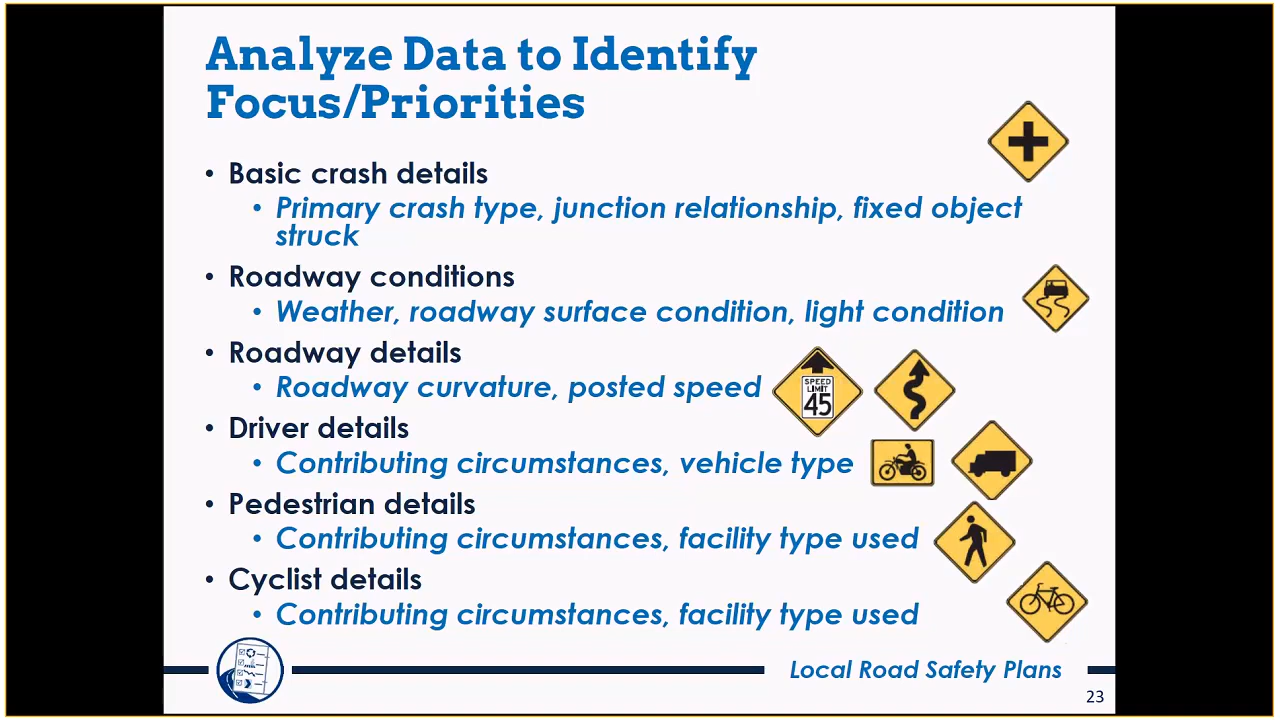 Analyze Data to Identify
Focus/Priorities
• Basic crash details
• Primary crash type, junction relationship, fixed object
struck
• Roadway conditions
• Weather, roadway surface condition, light condition
• Roadway details
• Roadway curvature, posted speed
SPEED
LIMIT
45
• Driver details
• Contributing circumstances, vehicle type
• Pedestrian details
• Contributing circumstances, facility type used
• Cyclist details
• Contributing circumstances, facility type used
Local Road Safety Plans
23